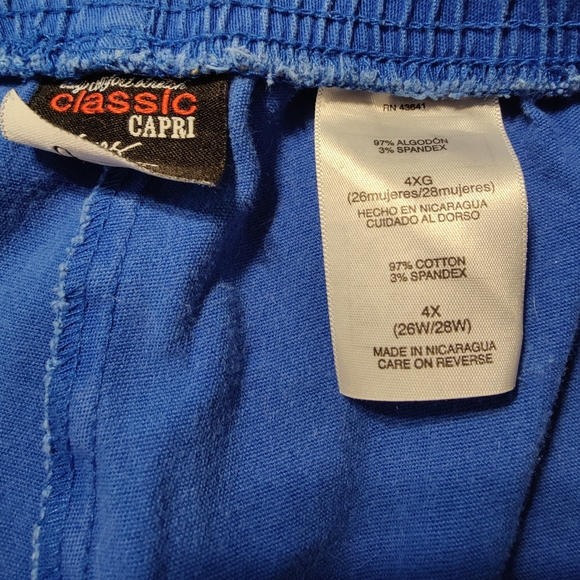 classic
CAPRI
RN 43641
97% ALGODÓN
3% SPANDEX
4XG
(26mujeres/28mujeres)
HECHO EN NICARAGUA
CUIDADO AL DORSO
97% COTTON
3% SPANDEX
4X
(26W/28W)
MADE IN NICARAGUA
CARE ON REVERSE